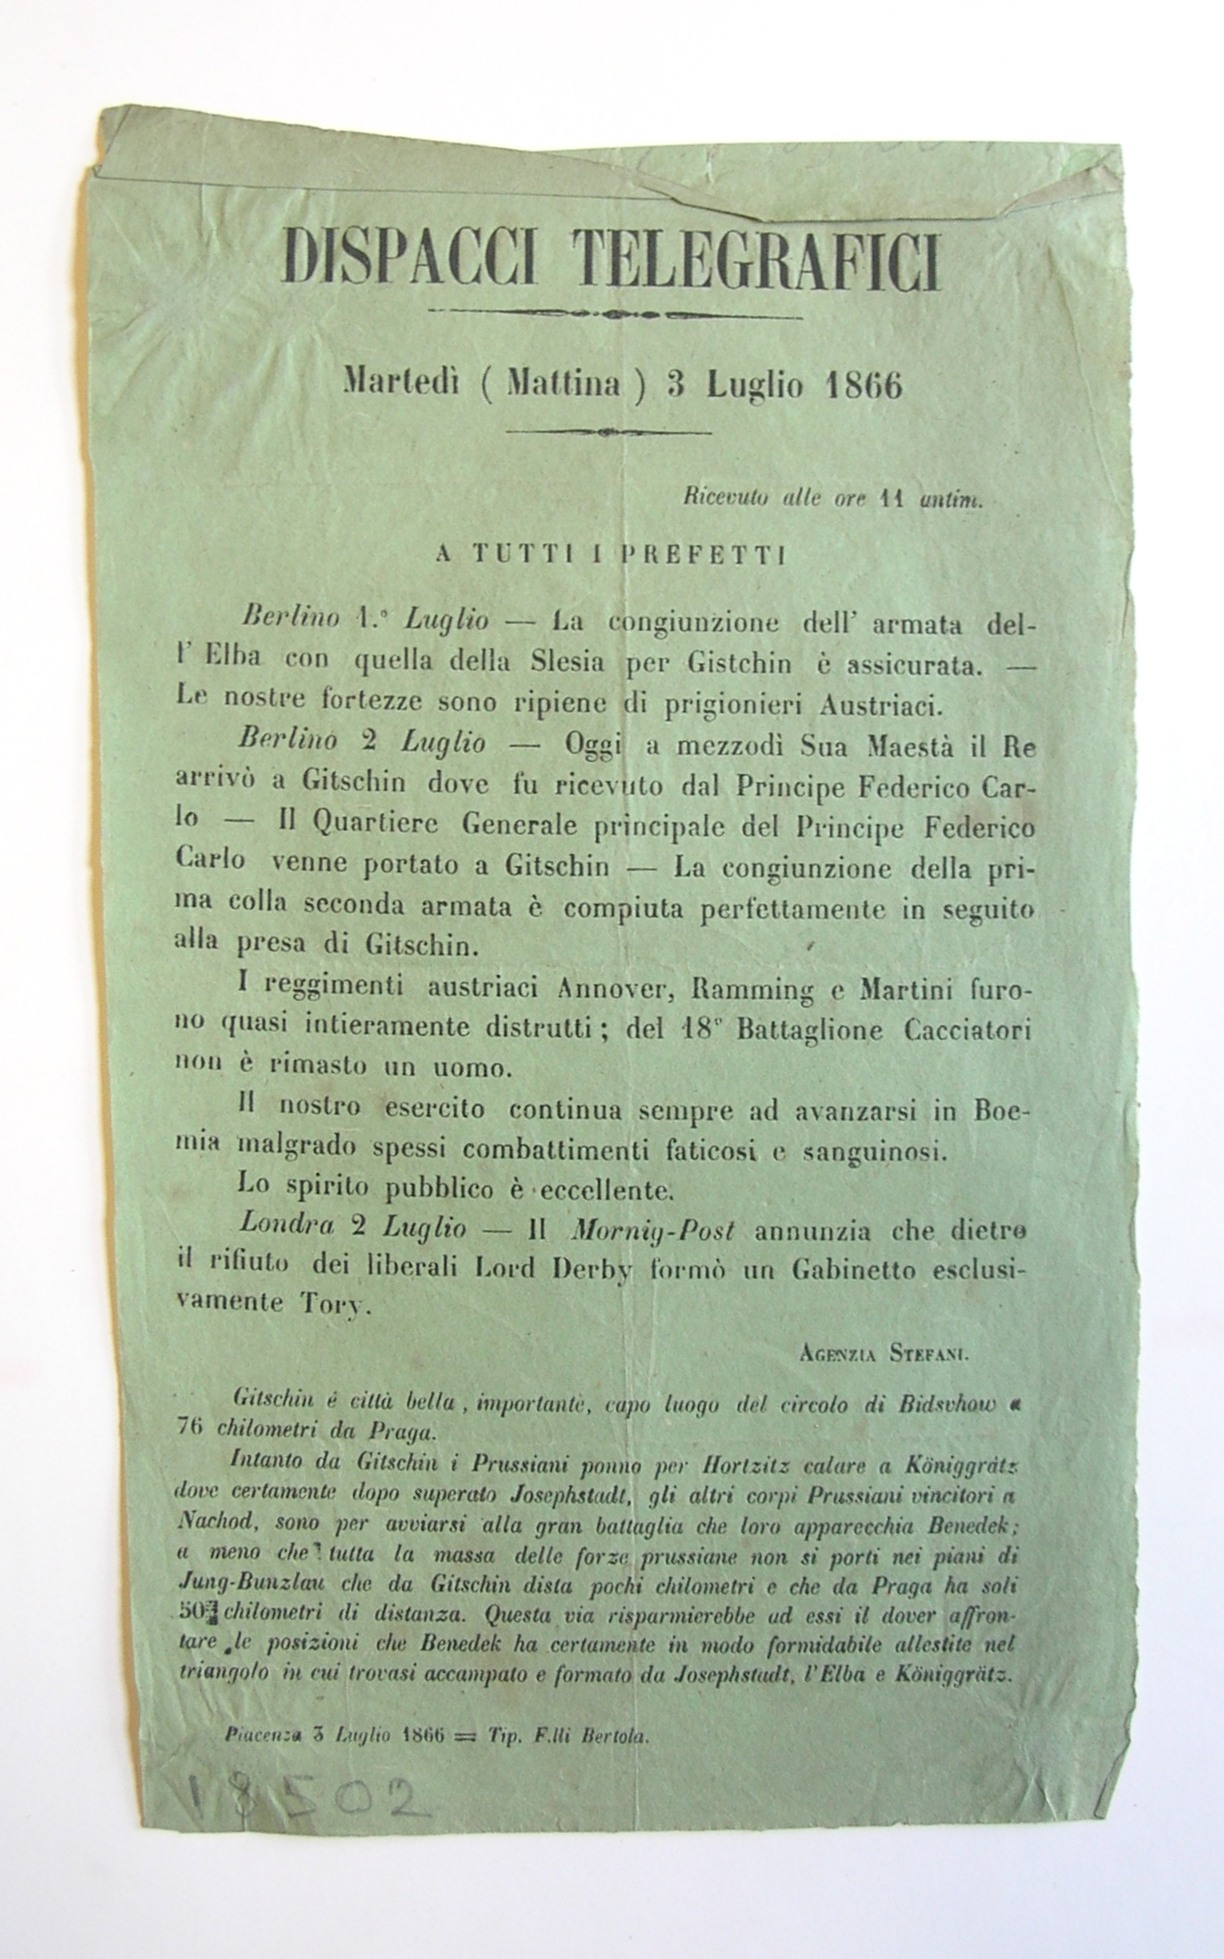 DISPACCI TELEGRAFICI
Martedì ( Mattina ) 3 Luglio 1866
Ricevuto alle ore 11 antim.
A TUTTI I PREFETTI
Berlino 1.° Luglio — La congiunzione dell' armata del-
l' Elba con quella della Slesia per Gistchin è assicurata. —
Le nostre fortezze sono ripiene di prigionieri Austriaci.
Berlino 2 Luglio — Oggi a mezzodì Sua Maestà il Re
arrivò a Gitschin dove fu ricevuto dal Principe Federico Car-
lo — Il Quartiere Generale principale del Principe Federico
Carlo venne portato a Gitschin — La congiunzione della pri-
ma colla seconda armata è compiuta perfettamente in seguito
alla presa di Gitschin.
I reggimenti austriaci Annover, Ramming e Martini furo-
no quasi intieramente distrutti ; del 18° Battaglione Cacciatori
non è rimasto un uomo.
Il nostro esercito continua sempre ad avanzarsi in Boe-
mia malgrado spessi combattimenti faticosi e sanguinosi.
Lo spirito pubblico è eccellente.
Londra 2 Luglio — Il Mornig-Post annunzia che dietro
il rifiuto dei liberali Lord Derby formò un Gabinetto esclusi-
vamente Tory.
AGENZIA STEFANI.
Gitschin é città bella , importante, capo luogo del circolo di Bidschow a
76 chilometri da Praga.
Intanto da Gitschin i Prussiani ponno per Hortzitz calare a Königgrätz
dove certamente dopo superato Josephstadt, gli altri corpi Prussiani vincitori a
Nachod, sono per avviarsi alla gran battaglia che loro apparecchia Benedek;
a meno che tutta la massa delle forze prussiane non si porti nei piani di
Jung-Bunzlau che da Gitschin dista pochi chilometri e che da Praga ha soli
50 chilometri di distanza. Questa via risparmierebbe ad essi il dover affron-
tare le posizioni che Benedek ha certamente in modo formidabile allestite nel
triangolo in cui trovasi accampato e formato da Josephstadt, l'Elba e Königgrätz.
Piacenza 3 Luglio 1866 = Tip. F.lli Bertola.
18502